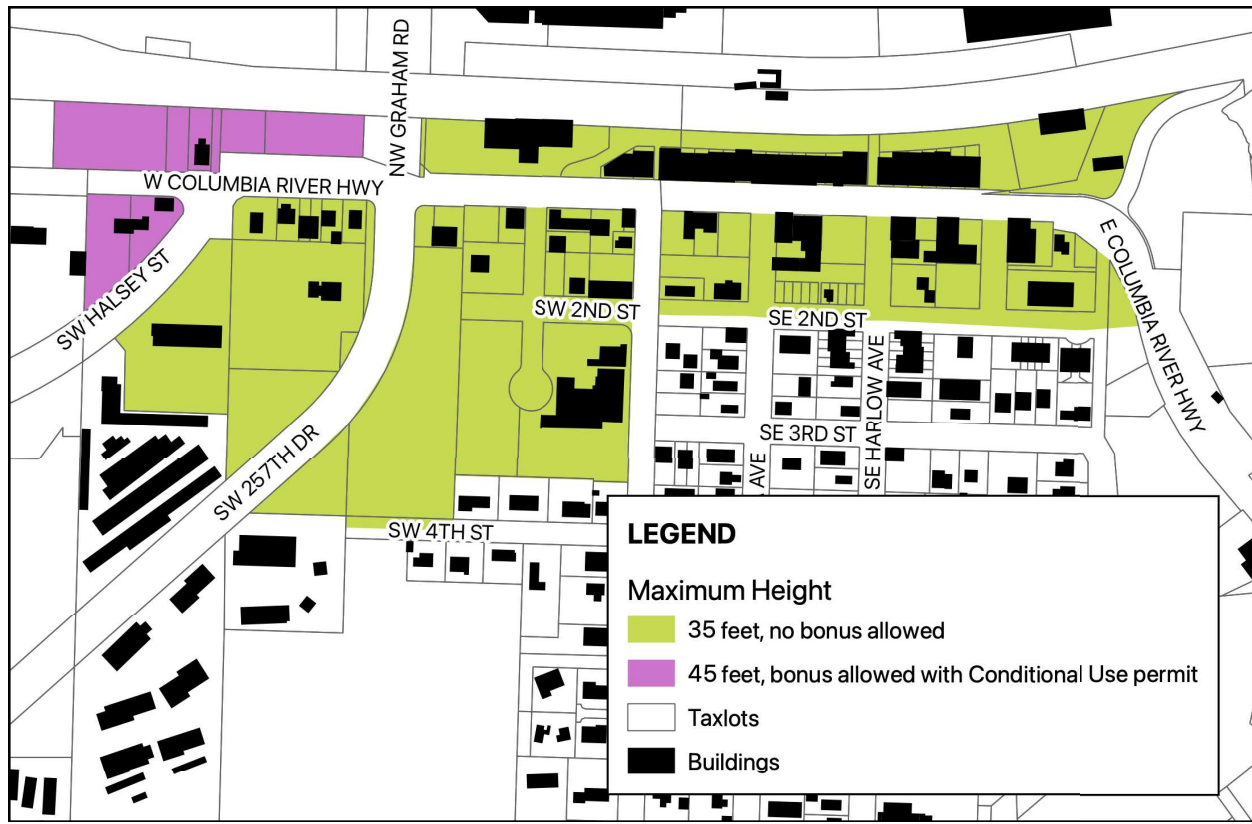 NW GRAHAM RD
W COLUMBIA RIVER HWY
SW HALSEY ST
E COLUMBIA RIVER HWY
SW 2ND ST
SE 2ND ST
SE HARLOW AVE
SW 257TH DR
SE 3RD ST
AVE
SW 4TH ST
LEGEND
Maximum Height
35 feet, no bonus allowed
45 feet, bonus allowed with Conditional Use permit
Taxlots
Buildings